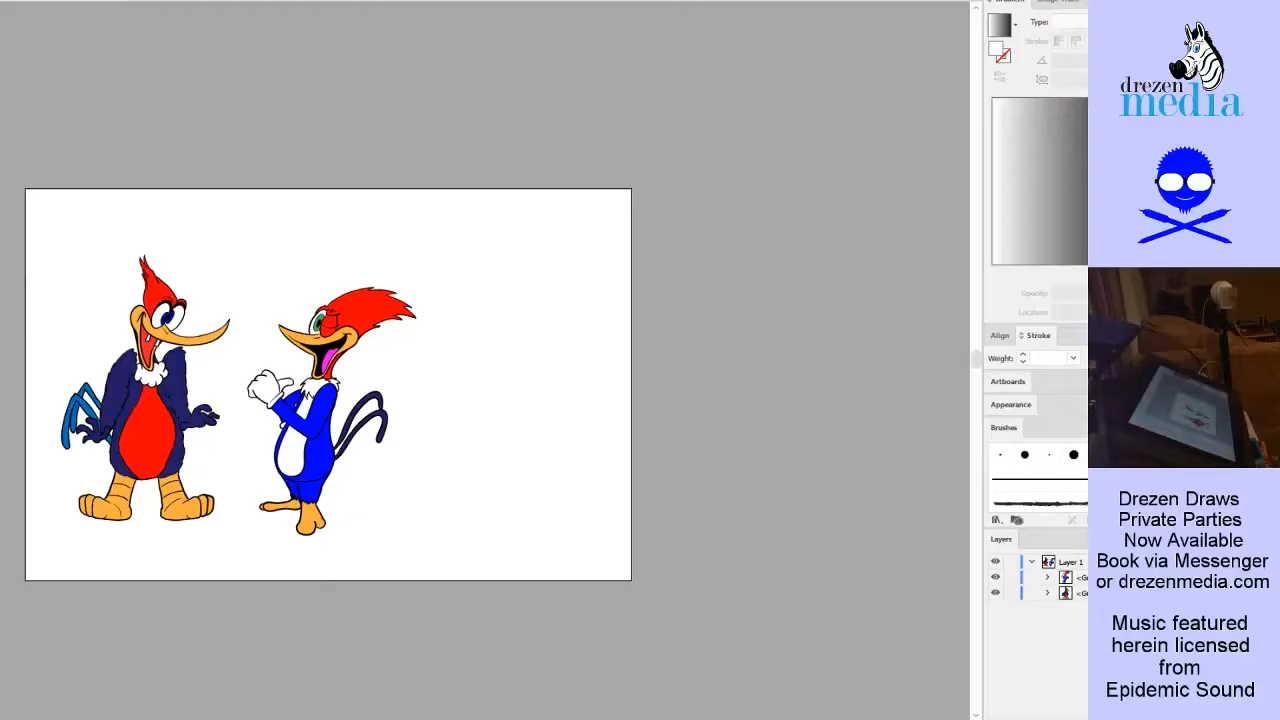 Gradient
Type:
Stroke:
Opacity:
Location:
Align
Stroke
Weight:
Artboards
Appearance
Brushes
Layers
Layer 1
<G
<G
drezen
media
Drezen Draws
Private Parties
Now Available
Book via Messenger
or drezenmedia.com
Music featured
herein licensed
from
Epidemic Sound